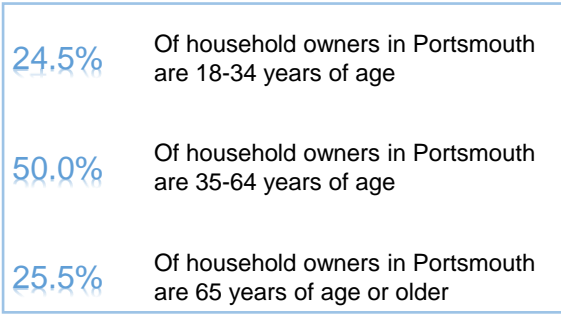 24.5%
Of household owners in Portsmouth
are 18-34 years of age
50.0%
Of household owners in Portsmouth
are 35-64 years of age
25.5%
Of household owners in Portsmouth
are 65 years of age or older